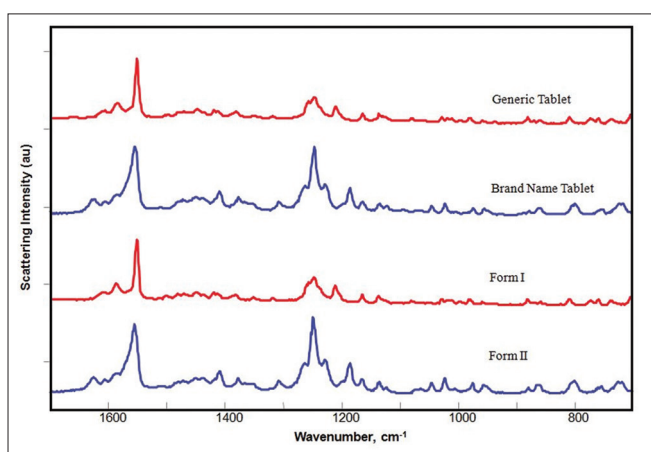 Generic Tablet
Brand Name Tablet
Form I
Form II
Scattering Intensity (au)
1600 1400 1200 1000 800
Wavenumber, cm-1